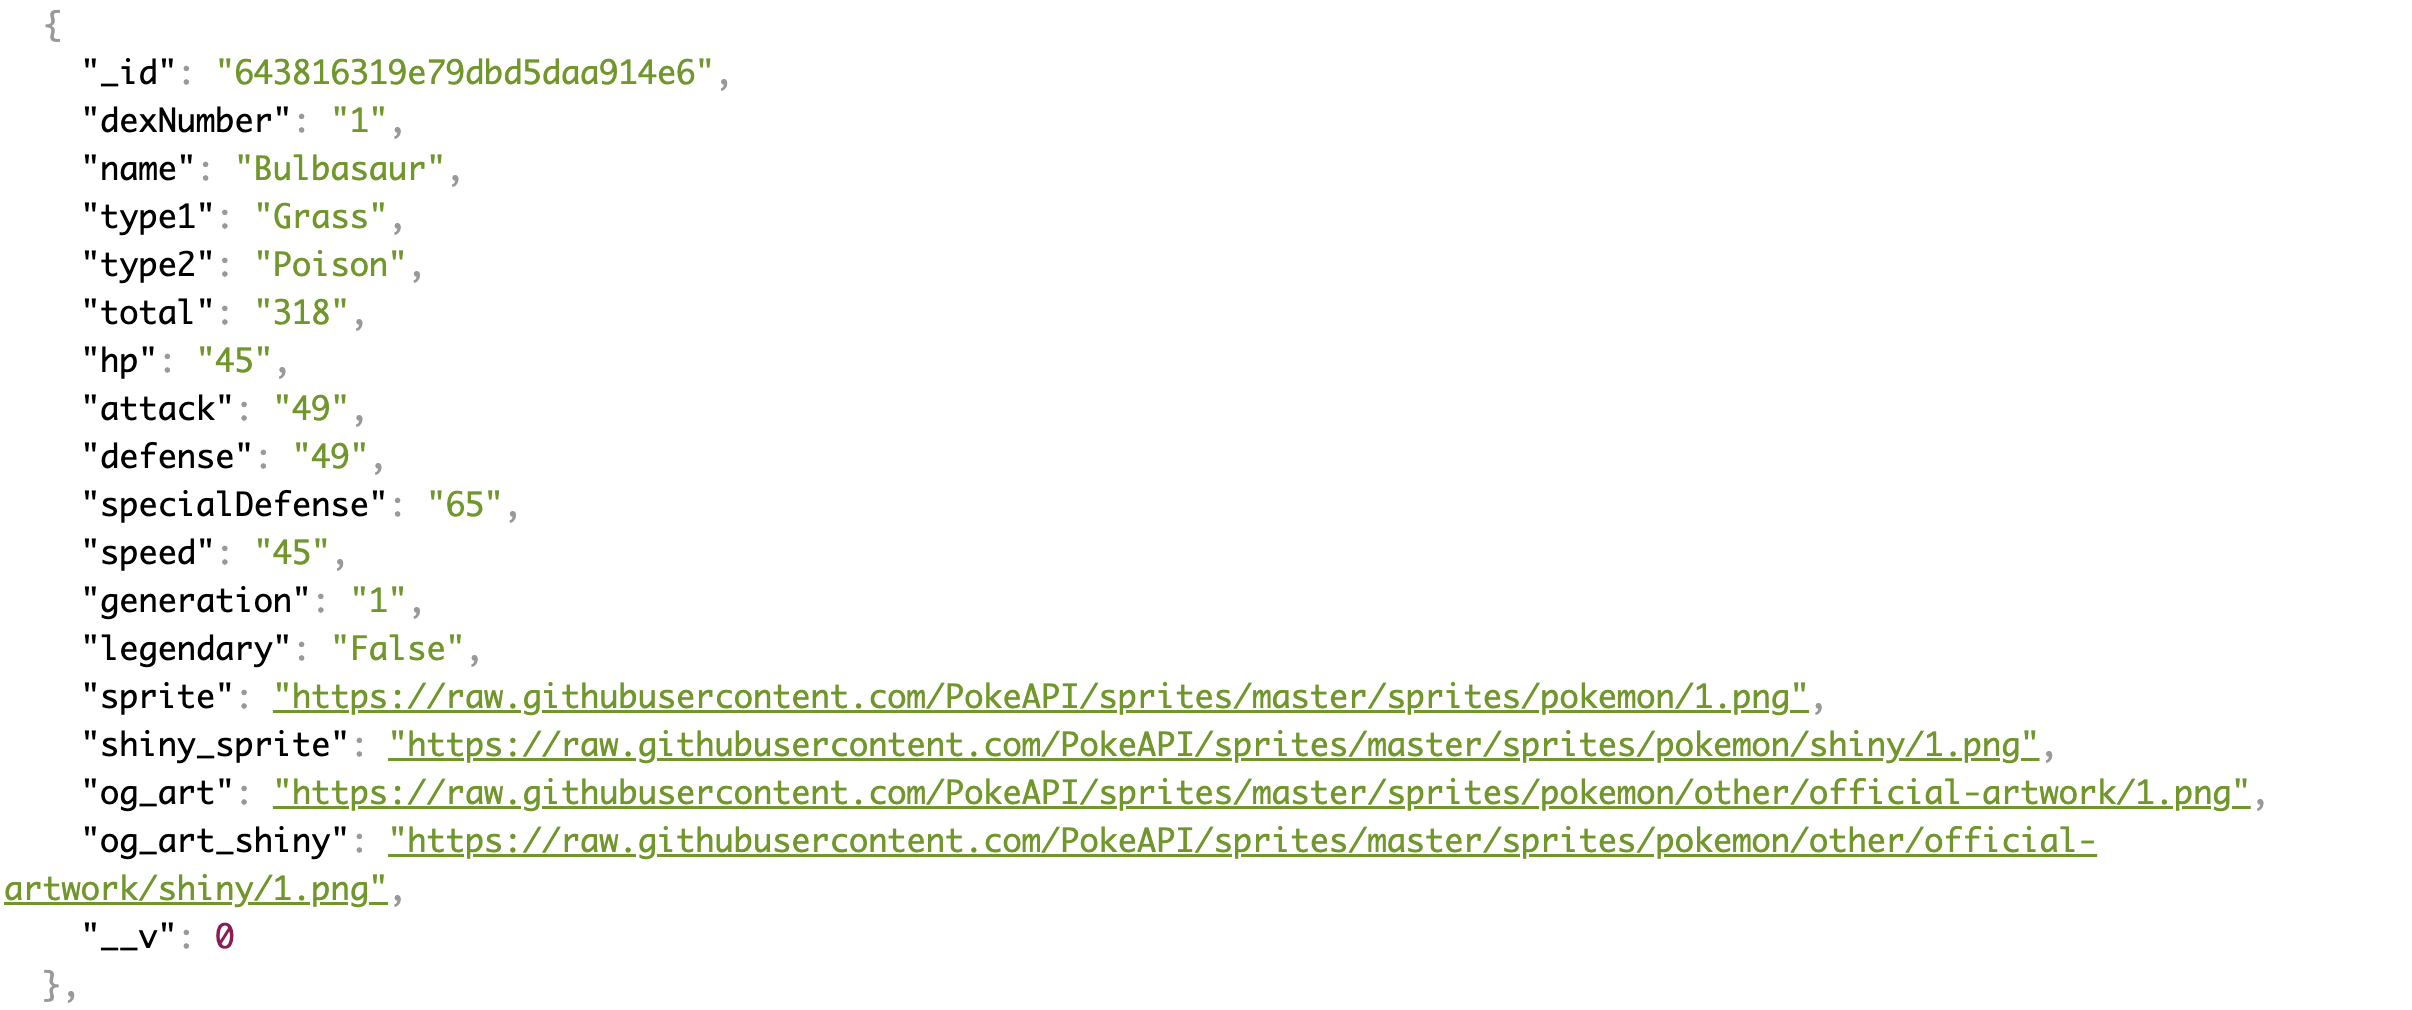 {
"_id": "643816319e79dbd5daa914e6",
"dexNumber": "1",
"name": "Bulbasaur",
"type1": "Grass",
"type2": "Poison",
"total": "318",
"hp": "45",
"attack": "49",
"defense": "49",
"specialDefense": "65",
"speed": "45",
"generation": "1",
"legendary": "False",
"sprite": "https://raw.githubusercontent.com/PokeAPI/sprites/master/sprites/pokemon/1.png",
"shiny_sprite": "https://raw.githubusercontent.com/PokeAPI/sprites/master/sprites/pokemon/shiny/1.png",
"og_art": "https://raw.githubusercontent.com/PokeAPI/sprites/master/sprites/pokemon/other/official-artwork/1.png",
"og_art_shiny": "https://raw.githubusercontent.com/PokeAPI/sprites/master/sprites/pokemon/other/official-
artwork/shiny/1.png",
"__v": 0
},